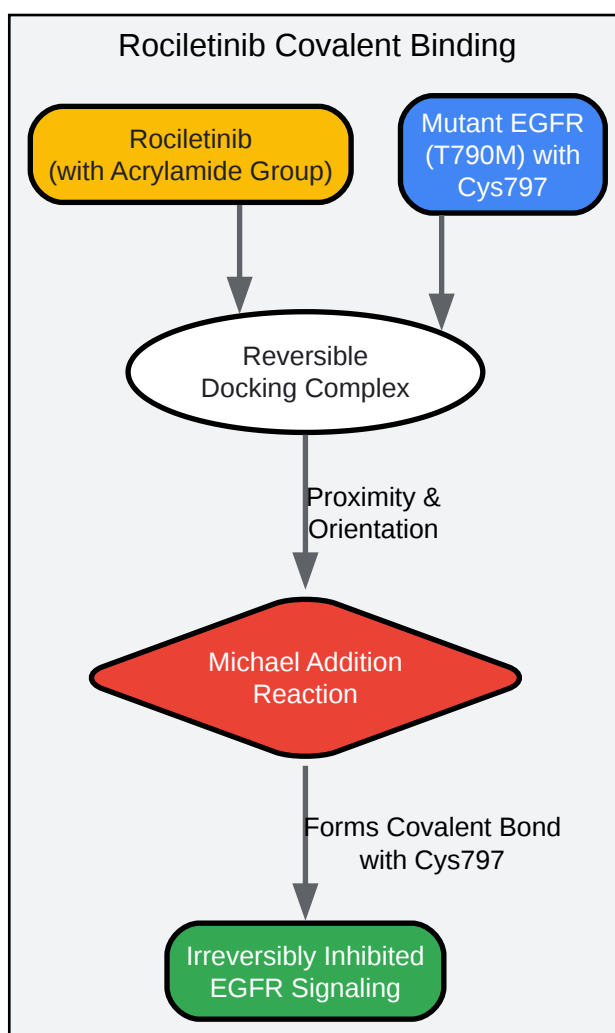 Rociletinib Covalent Binding
Rociletinib
(with Acrylamide Group)
Mutant EGFR
(T790M) with
Cys797
Reversible
Docking Complex
Proximity &
Orientation
Michael Addition
Reaction
Forms Covalent Bond
with Cys797
Irreversibly Inhibited
EGFR Signaling